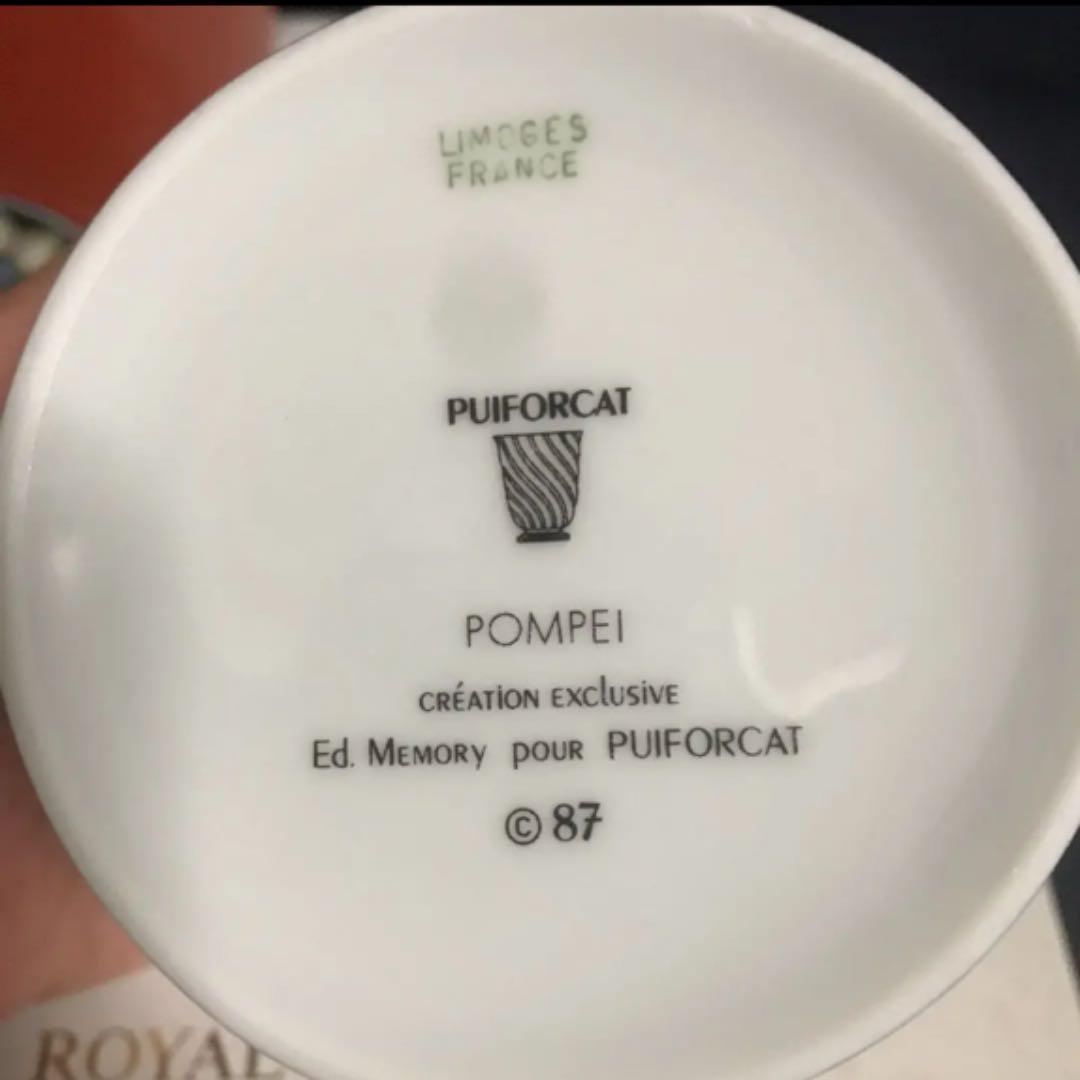 LIMOGES
FRANCE
PUIFORCAT
POMPEI
CRÉATION EXCLUSIVE
Ed. MEMORY POUR PUIFORCAT
© 87
ROYAL